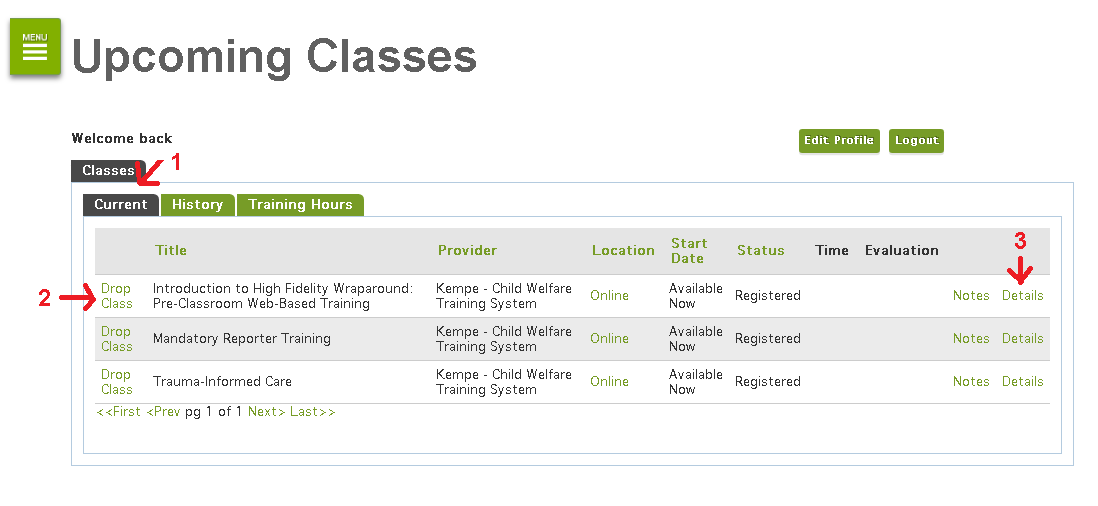 MENU
Upcoming Classes
Welcome back
Edit Profile Logout
Classes 1
Current History Training Hours
3
Title Provider Location Start Date Status Time Evaluation
2
Drop Class Introduction to High Fidelity Wraparound: Pre-Classroom Web-Based Training Kempe - Child Welfare Training System Online Available Now Registered Notes Details
Drop Class Mandatory Reporter Training Kempe - Child Welfare Training System Online Available Now Registered Notes Details
Drop Class Trauma-Informed Care Kempe - Child Welfare Training System Online Available Now Registered Notes Details
<<First <Prev pg 1 of 1 Next> Last>>